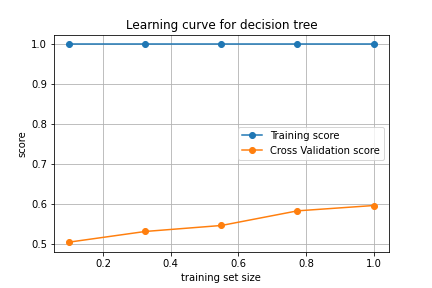 Learning curve for decision tree
1.0
0.9
0.8
0.7
0.6
0.5
score
Training score
Cross Validation score
0.2 0.4 0.6 0.8 1.0
training set size